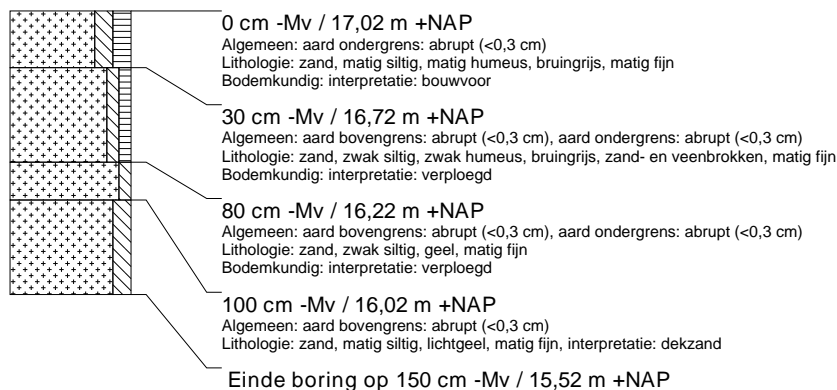 0 cm -Mv / 17,02 m +NAP
Algemeen: aard ondergrens: abrupt (<0,3 cm)
Lithologie: zand, matig siltig, matig humeus, bruingrijs, matig fijn
Bodemkundig: interpretatie: bouwvoor
30 cm -Mv / 16,72 m +NAP
Algemeen: aard bovengrens: abrupt (<0,3 cm), aard ondergrens: abrupt (<0,3 cm)
Lithologie: zand, zwak siltig, zwak humeus, bruingrijs, zand- en veenbrokken, matig fijn
Bodemkundig: interpretatie: verploegd
80 cm -Mv / 16,22 m +NAP
Algemeen: aard bovengrens: abrupt (<0,3 cm), aard ondergrens: abrupt (<0,3 cm)
Lithologie: zand, zwak siltig, geel, matig fijn
Bodemkundig: interpretatie: verploegd
100 cm -Mv / 16,02 m +NAP
Algemeen: aard bovengrens: abrupt (<0,3 cm)
Lithologie: zand, matig siltig, lichtgeel, matig fijn, interpretatie: dekzand
Einde boring op 150 cm -Mv / 15,52 m +NAP